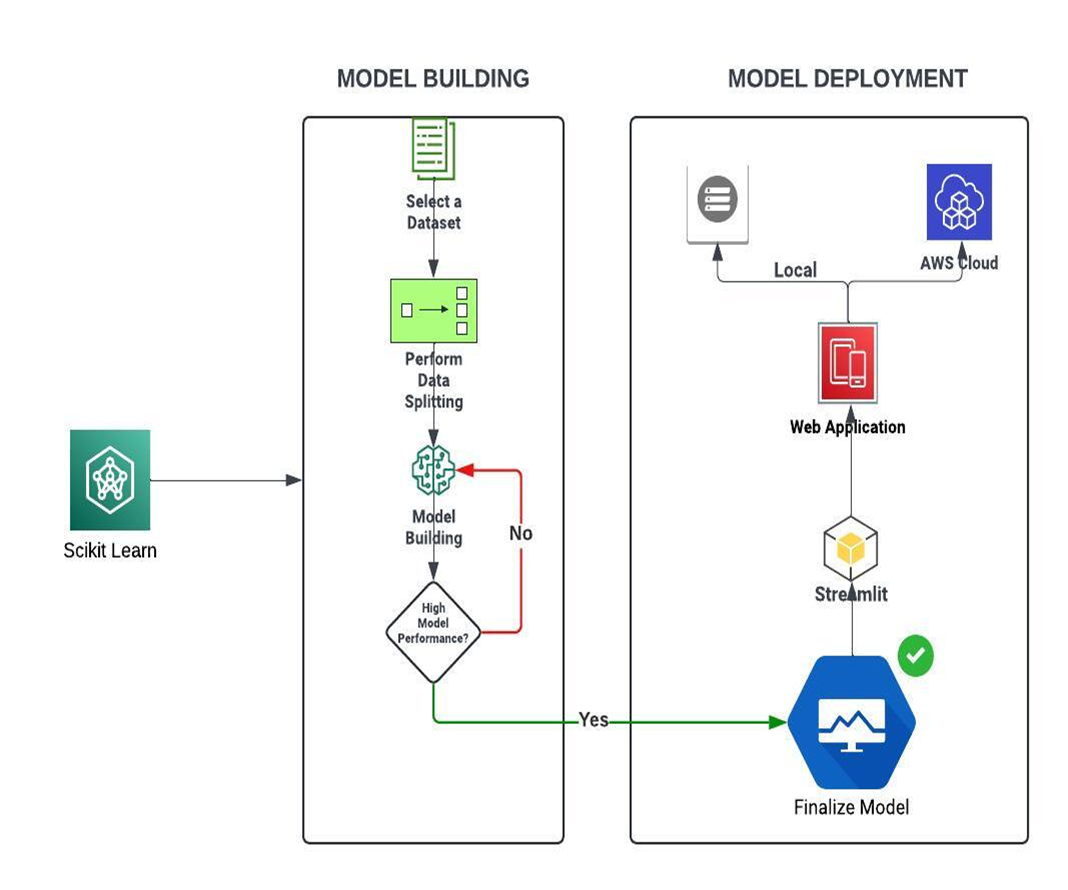 MODEL BUILDING
MODEL DEPLOYMENT
Select a
Dataset
Perform
Data
Splitting
Model
Building
No
High
Model
Performance?
Yes
Scikit Learn
Local
AWS Cloud
Web Application
Streamlit
Finalize Model